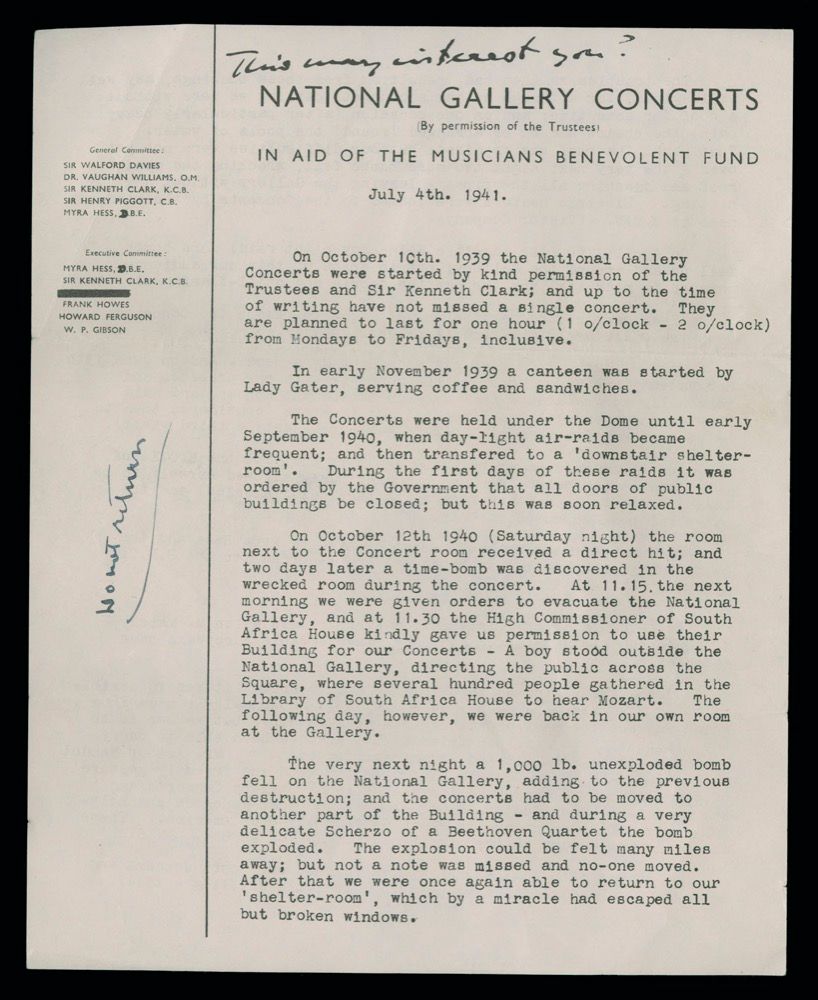 This may interest you?
NATIONAL GALLERY CONCERTS
(By permission of the Trustees)
IN AID OF THE MUSICIANS BENEVOLENT FUND
July 4th. 1941.
General Committee:
SIR WALFORD DAVIES
DR. VAUGHAN WILLIAMS, O.M.
SIR KENNETH CLARK, K.C.B.
SIR HENRY PIGGOTT, C.B.
MYRA HESS, D.B.E.
Executive Committee:
MYRA HESS, D.B.E.
SIR KENNETH CLARK, K.C.B.
FRANK HOWES
HOWARD FERGUSON
W. P. GIBSON
Do not return
On October 10th. 1939 the National Gallery
Concerts were started by kind permission of the
Trustees and Sir Kenneth Clark; and up to the time
of writing have not missed a single concert. They
are planned to last for one hour (1 o/clock - 2 o/clock)
from Mondays to Fridays, inclusive.
In early November 1939 a canteen was started by
Lady Gater, serving coffee and sandwiches.
The Concerts were held under the Dome until early
September 1940, when day-light air-raids became
frequent; and then transfered to a 'downstair shelter-
room'. During the first days of these raids it was
ordered by the Government that all doors of public
buildings be closed; but this was soon relaxed.
On October 12th 1940 (Saturday night) the room
next to the Concert room received a direct hit; and
two days later a time-bomb was discovered in the
wrecked room during the concert. At 11.15.the next
morning we were given orders to evacuate the National
Gallery, and at 11.30 the High Commissioner of South
Africa House kindly gave us permission to use their
Building for our Concerts - A boy stood outside the
National Gallery, directing the public across the
Square, where several hundred people gathered in the
Library of South Africa House to hear Mozart. The
following day, however, we were back in our own room
at the Gallery.
The very next night a 1,000 lb. unexploded bomb
fell on the National Gallery, adding to the previous
destruction; and the concerts had to be moved to
another part of the Building - and during a very
delicate Scherzo of a Beethoven Quartet the bomb
exploded. The explosion could be felt many miles
away; but not a note was missed and no-one moved.
After that we were once again able to return to our
'shelter-room', which by a miracle had escaped all
but broken windows.